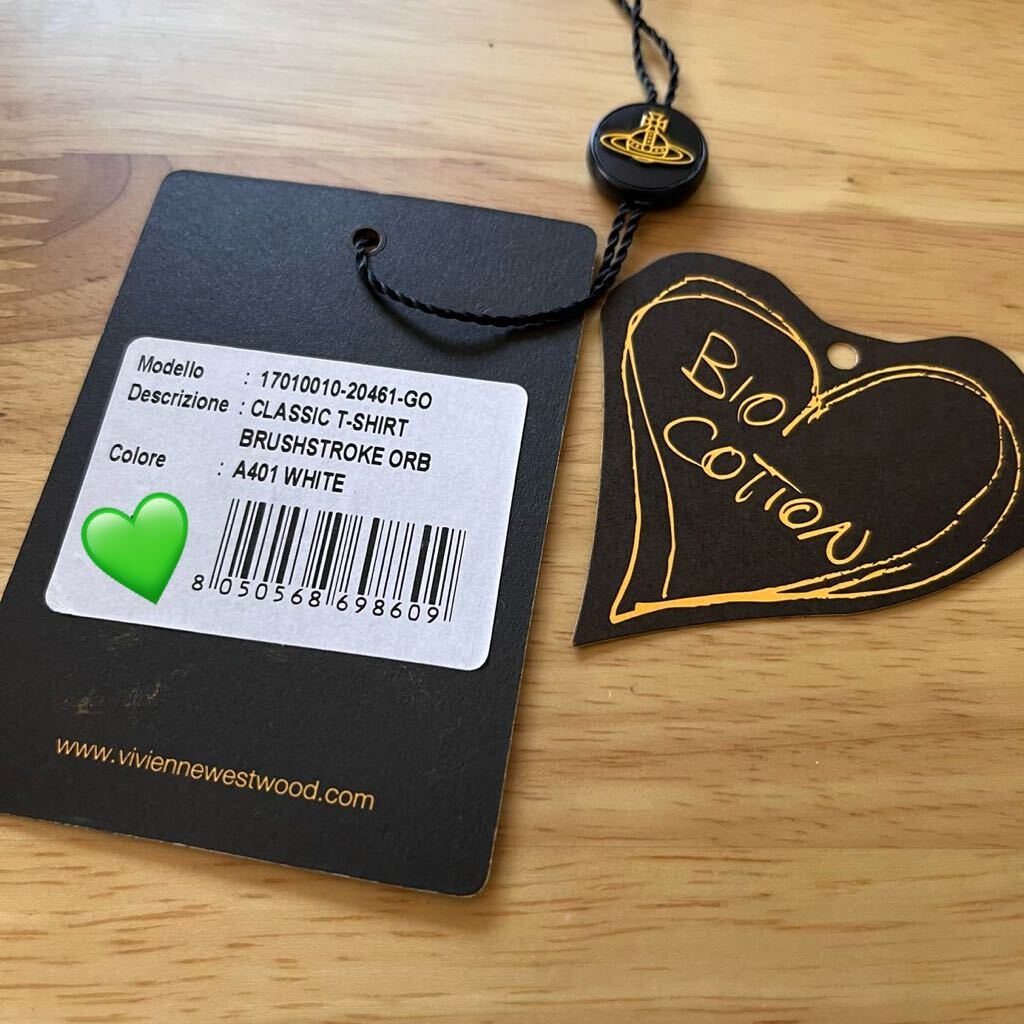 Modello : 17010010-20461-GO
Descrizione : CLASSIC T-SHIRT
BRUSHSTROKE ORB
Colore : A401 WHITE
8 050568 698609
www.viviennewestwood.com
BIO
COTTON